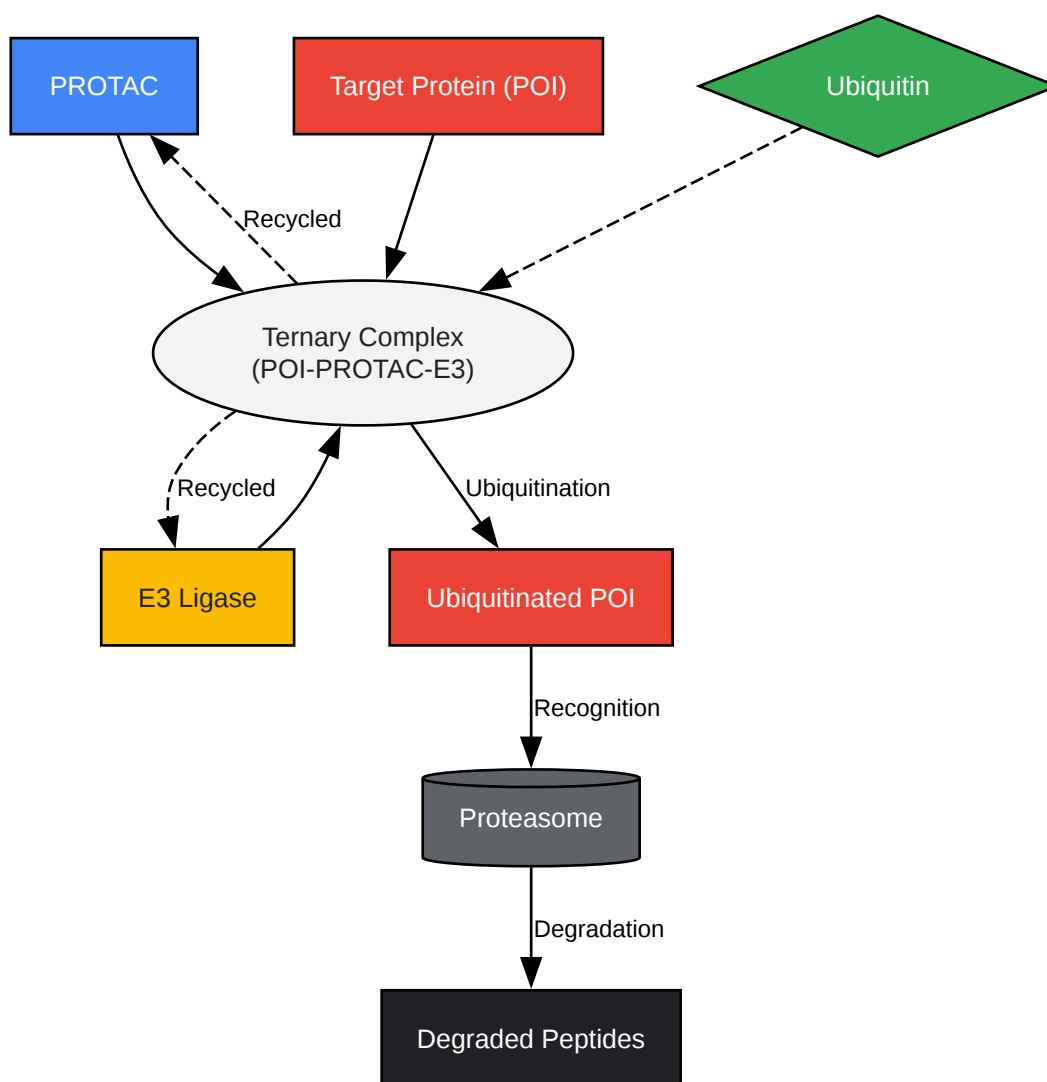 PROTAC
Target Protein (POI)
Ubiquitin
Recycled
Ternary Complex
(POI-PROTAC-E3)
Recycled
Ubiquitination
E3 Ligase
Ubiquitinated POI
Recognition
Proteasome
Degradation
Degraded Peptides